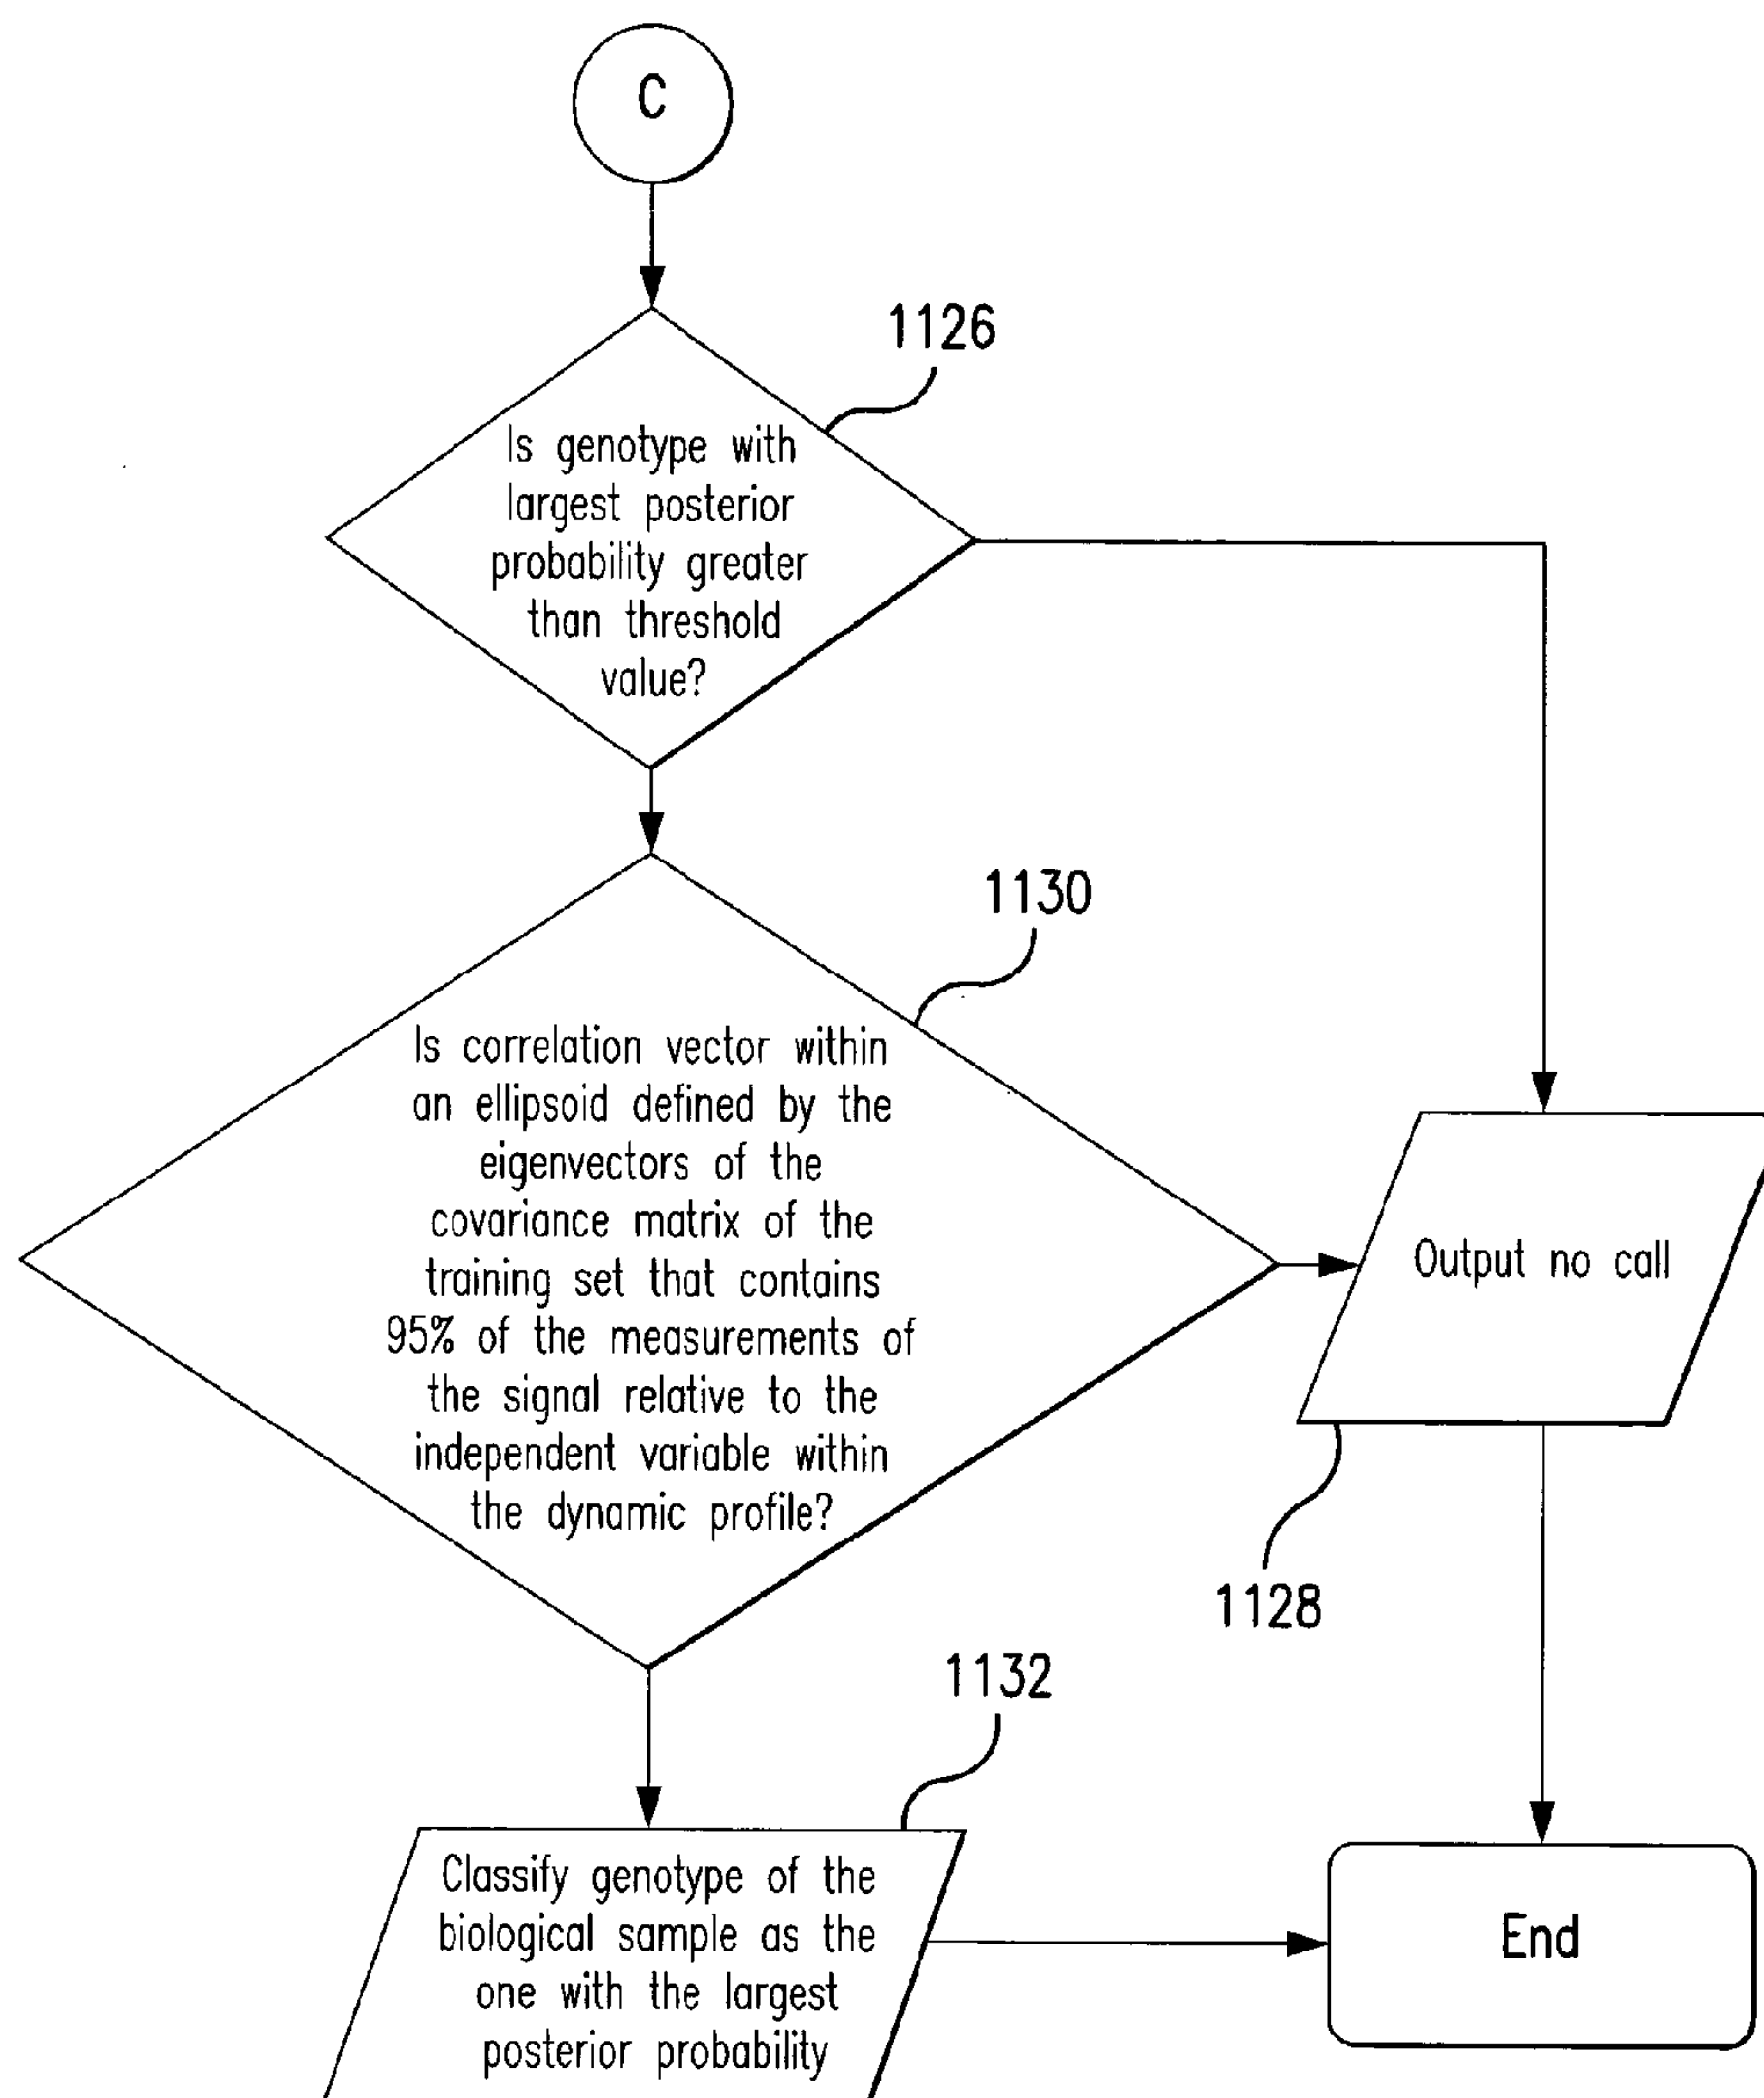 C
1126
Is genotype with
largest posterior
probability greater
than threshold
value?
1130
Is correlation vector within
an ellipsoid defined by the
eigenvectors of the
covariance matrix of the
training set that contains
95% of the measurements of
the signal relative to the
independent variable within
the dynamic profile?
Output no call
1128
1132
Classify genotype of the
biological sample as the
one with the largest
posterior probability
End